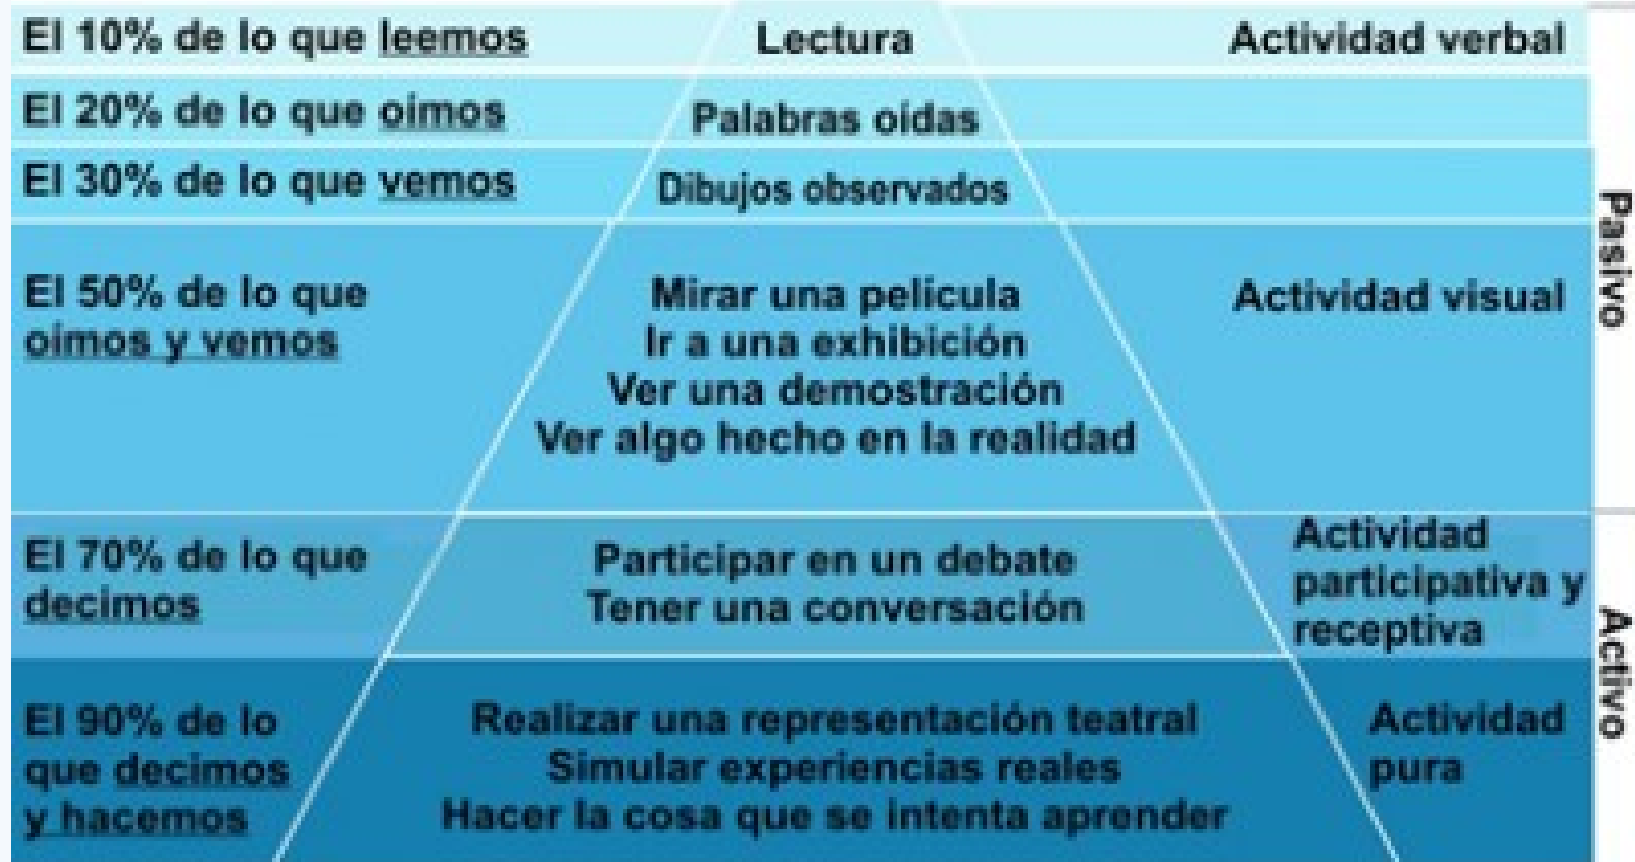 El 10% de lo que leemos
Lectura
Actividad verbal
El 20% de lo que oimos
Palabras oidas
El 30% de lo que vemos
Dibujos observados
El 50% de lo que
oimos y vemos
Mirar una pelicula
Ir a una exhibición
Ver una demostración
Ver algo hecho en la realidad
Actividad visual
Pasivo
El 70% de lo que
decimos
Participar en un debate
Tener una conversación
Actividad
participativa y
receptiva
El 90% de lo
que decimos
y hacemos
Realizar una representación teatral
Simular experiencias reales
Hacer la cosa que se intenta aprender
Actividad
pura
Activo